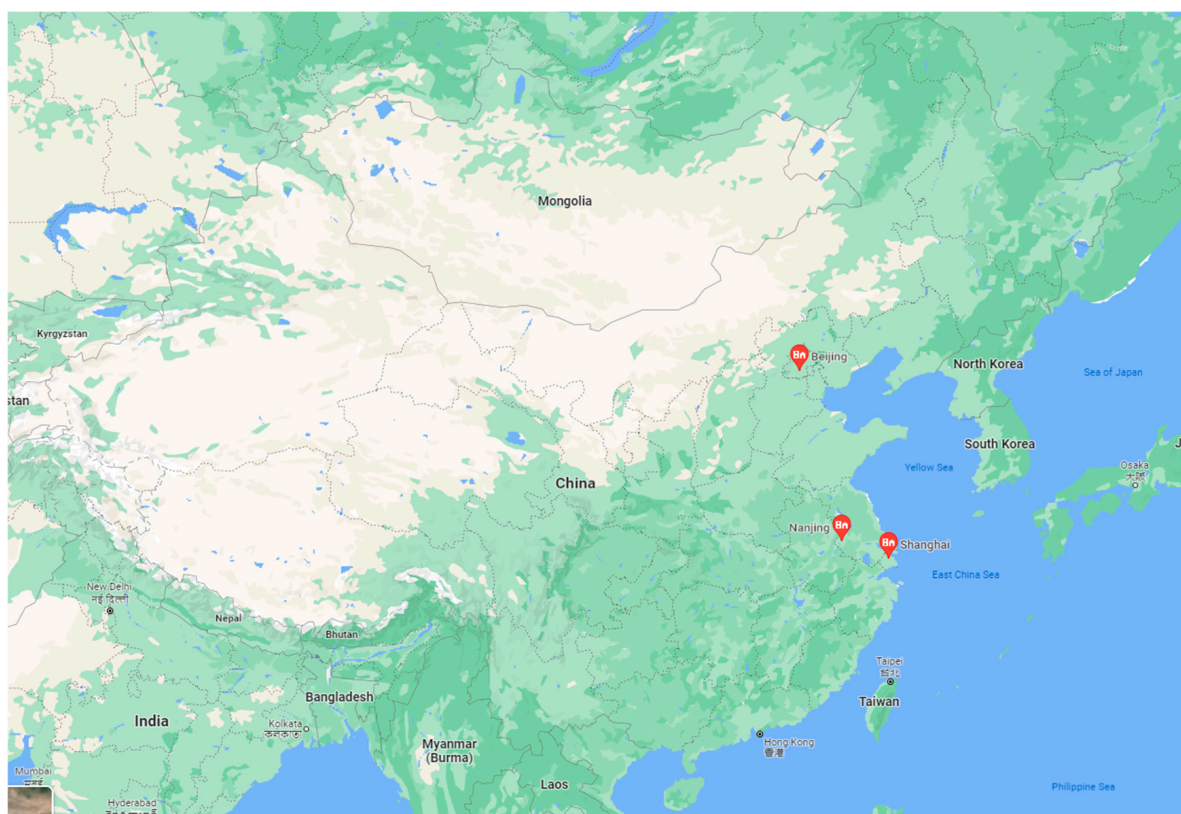 Mongolia
Kyrgyzstan
Beijing
North Korea
Sea of Japan
stan
South Korea
J
Osaka
大阪
Yellow Sea
China
Nanjing
Shanghai
East China Sea
New Delhi
नई दिल्ली
Nepal
Bhutan
Taipei
台北
Bangladesh
Taiwan
India
Kolkata
কলকাতা
Myanmar
(Burma)
Hong Kong
香港
Mumbai
Laos
Philippine Sea
Hyderabad